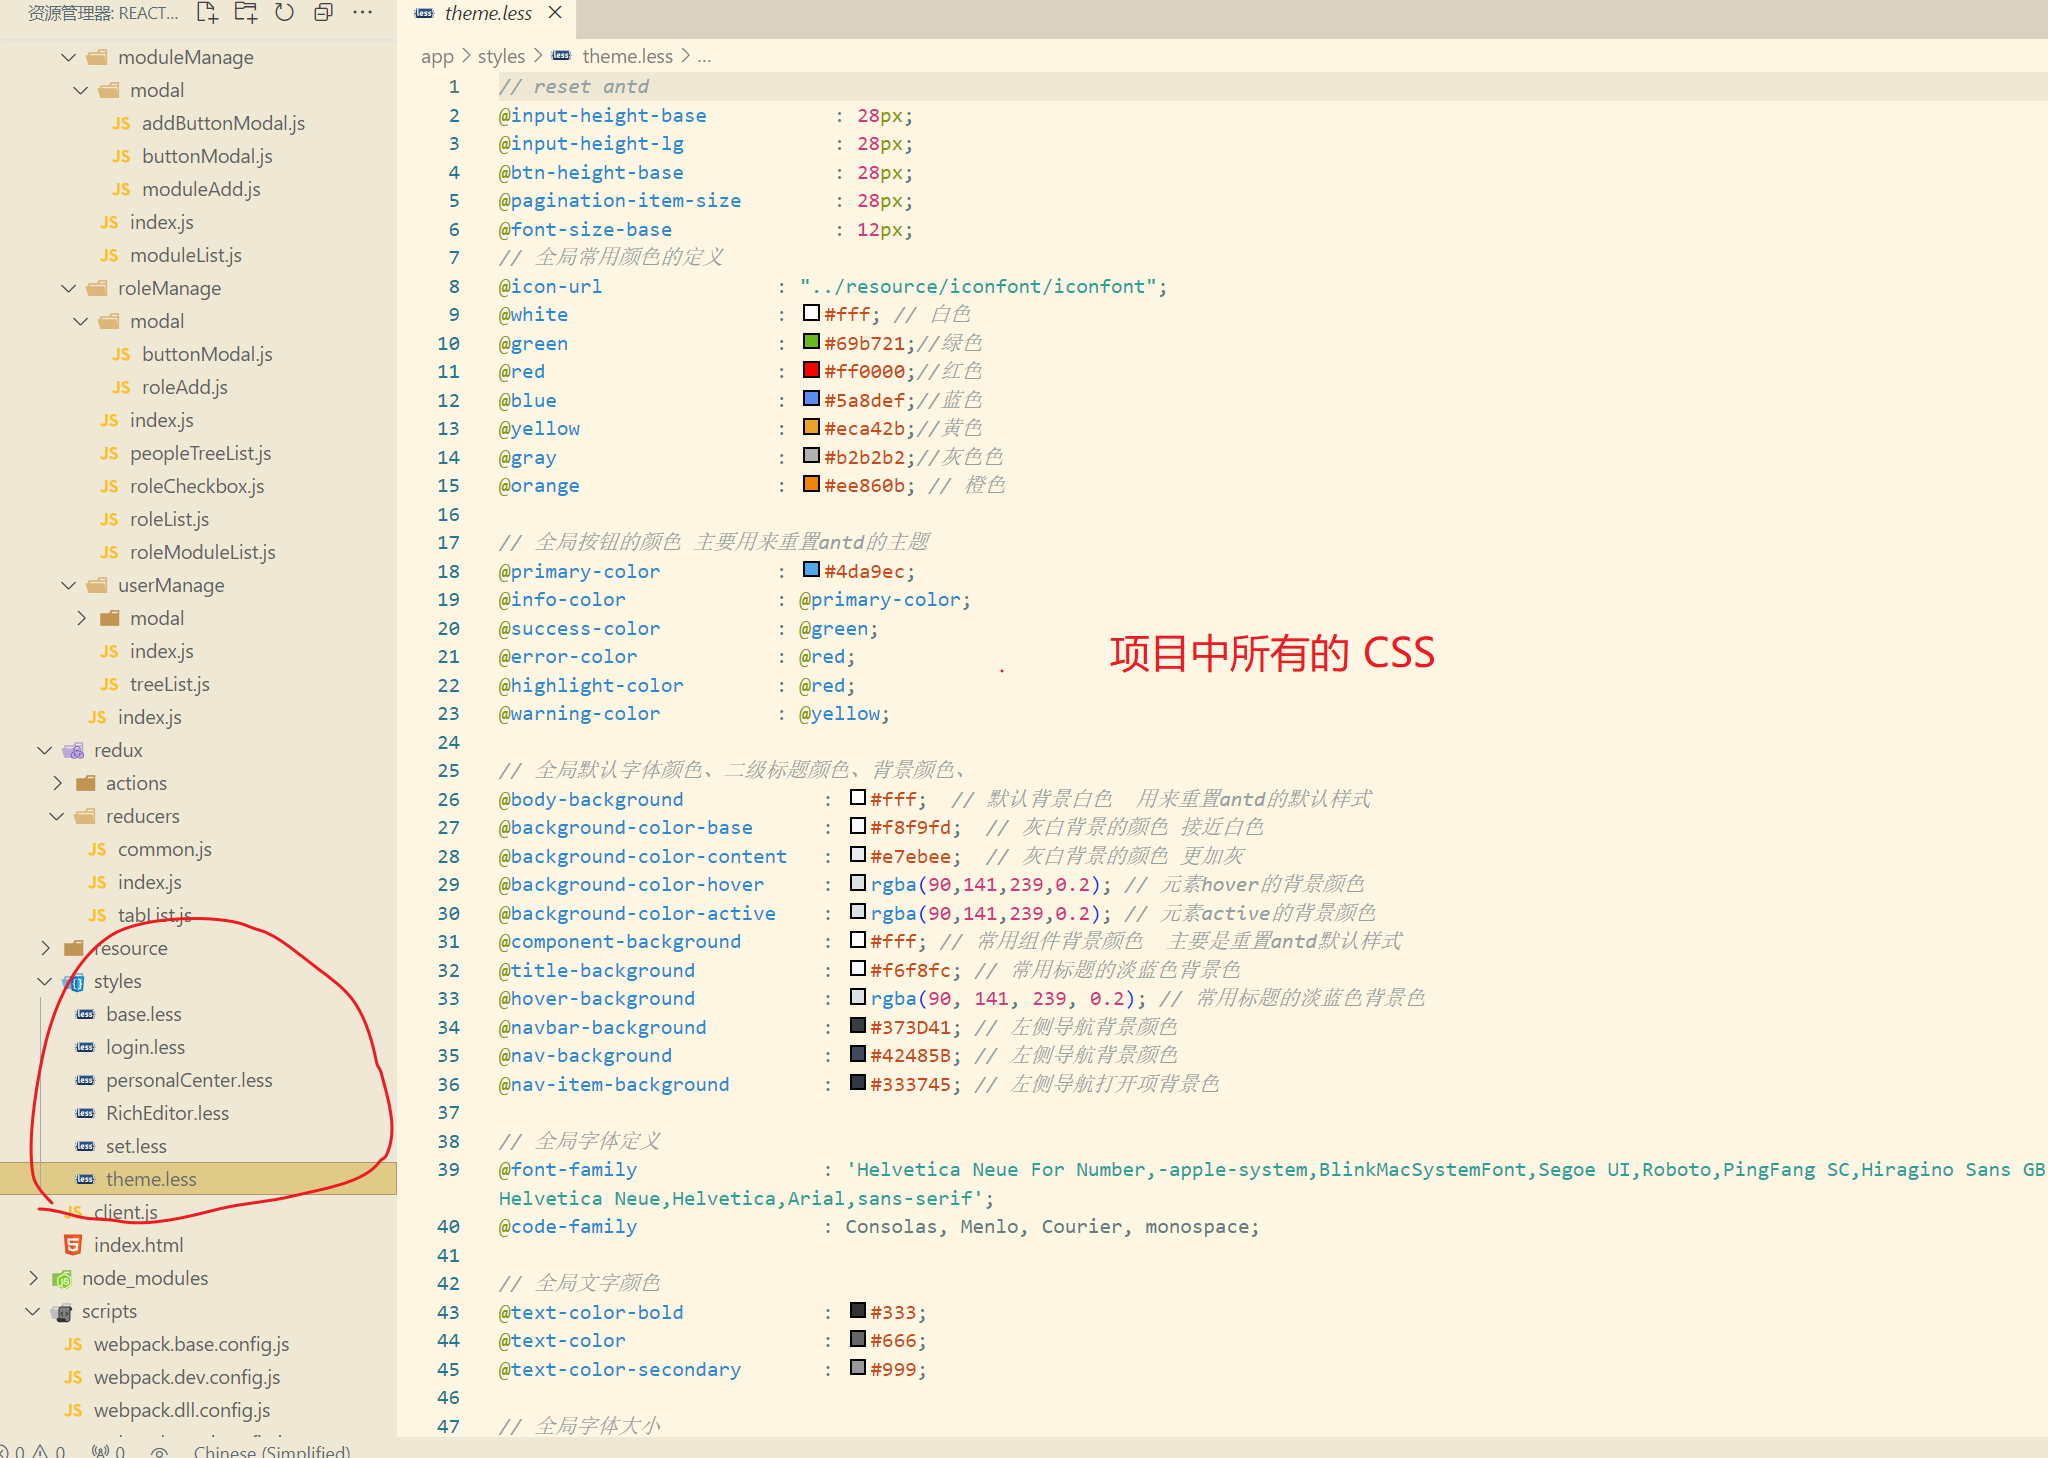 资源管理器: REACT...
moduleManage
modal
JS addButtonModal.js
JS buttonModal.js
JS moduleAdd.js
JS index.js
JS moduleList.js
roleManage
modal
JS buttonModal.js
JS roleAdd.js
JS index.js
JS peopleTreeList.js
JS roleCheckbox.js
JS roleList.js
JS roleModuleList.js
userManage
modal
JS index.js
JS treeList.js
JS index.js
redux
actions
reducers
JS common.js
JS index.js
JS tabList.js
resource
styles
less base.less
less login.less
less personalCenter.less
less RichEditor.less
less set.less
less theme.less
JS client.js
index.html
node_modules
scripts
JS webpack.base.config.js
JS webpack.dev.config.js
JS webpack.dll.config.js
0 0 0 Chinese (Simplified)
less theme.less
app > styles > less theme.less > ...
1 // reset antd
2 @input-height-base : 28px;
3 @input-height-lg : 28px;
4 @btn-height-base : 28px;
5 @pagination-item-size : 28px;
6 @font-size-base : 12px;
7 // 全局常用颜色的定义
8 @icon-url : "../resource/iconfont/iconfont";
9 @white : #fff; // 白色
10 @green : #69b721;//绿色
11 @red : #ff0000;//红色
12 @blue : #5a8def;//蓝色
13 @yellow : #eca42b;//黄色
14 @gray : #b2b2b2;//灰色色
15 @orange : #ee860b; // 橙色
16
17 // 全局按钮的颜色 主要用来重置antd的主题
18 @primary-color : #4da9ec;
19 @info-color : @primary-color;
20 @success-color : @green;
21 @error-color : @red;
22 @highlight-color : @red;
23 @warning-color : @yellow;
24
25 // 全局默认字体颜色、二级标题颜色、背景颜色、
26 @body-background : #fff; // 默认背景白色 用来重置antd的默认样式
27 @background-color-base : #f8f9fd; // 灰白背景的颜色 接近白色
28 @background-color-content : #e7ebee; // 灰白背景的颜色 更加灰
29 @background-color-hover : rgba(90,141,239,0.2); // 元素hover的背景颜色
30 @background-color-active : rgba(90,141,239,0.2); // 元素active的背景颜色
31 @component-background : #fff; // 常用组件背景颜色 主要是重置antd默认样式
32 @title-background : #f6f8fc; // 常用标题的淡蓝色背景色
33 @hover-background : rgba(90, 141, 239, 0.2); // 常用标题的淡蓝色背景色
34 @navbar-background : #373D41; // 左侧导航背景颜色
35 @nav-background : #42485B; // 左侧导航背景颜色
36 @nav-item-background : #333745; // 左侧导航打开项背景色
37
38 // 全局字体定义
39 @font-family : 'Helvetica Neue For Number,-apple-system,BlinkMacSystemFont,Segoe UI,Roboto,PingFang SC,Hiragino Sans GB
Helvetica Neue,Helvetica,Arial,sans-serif';
40 @code-family : Consolas, Menlo, Courier, monospace;
41
42 // 全局文字颜色
43 @text-color-bold : #333;
44 @text-color : #666;
45 @text-color-secondary : #999;
46
47 // 全局字体大小
项目中所有的 CSS